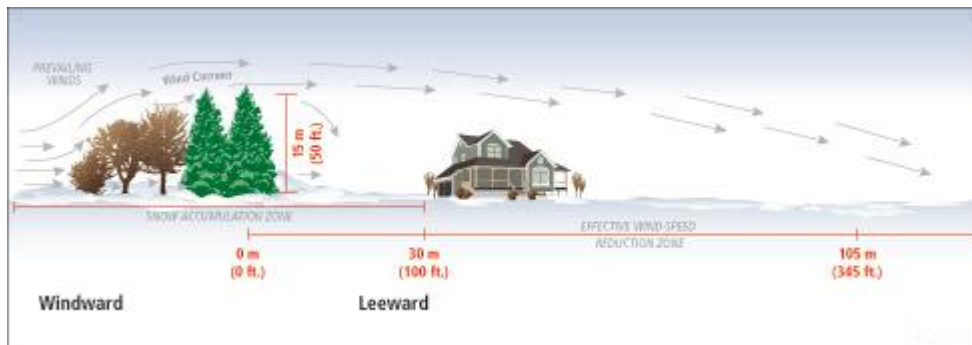 PREVAILING
WINDS
Wind Current
15 m
(50 ft.)
SNOW ACCUMULATION ZONE
EFFECTIVE WIND-SPEED
REDUCTION ZONE
0 m
(0 ft.)
30 m
(100 ft.)
105 m
(345 ft.)
Windward
Leeward